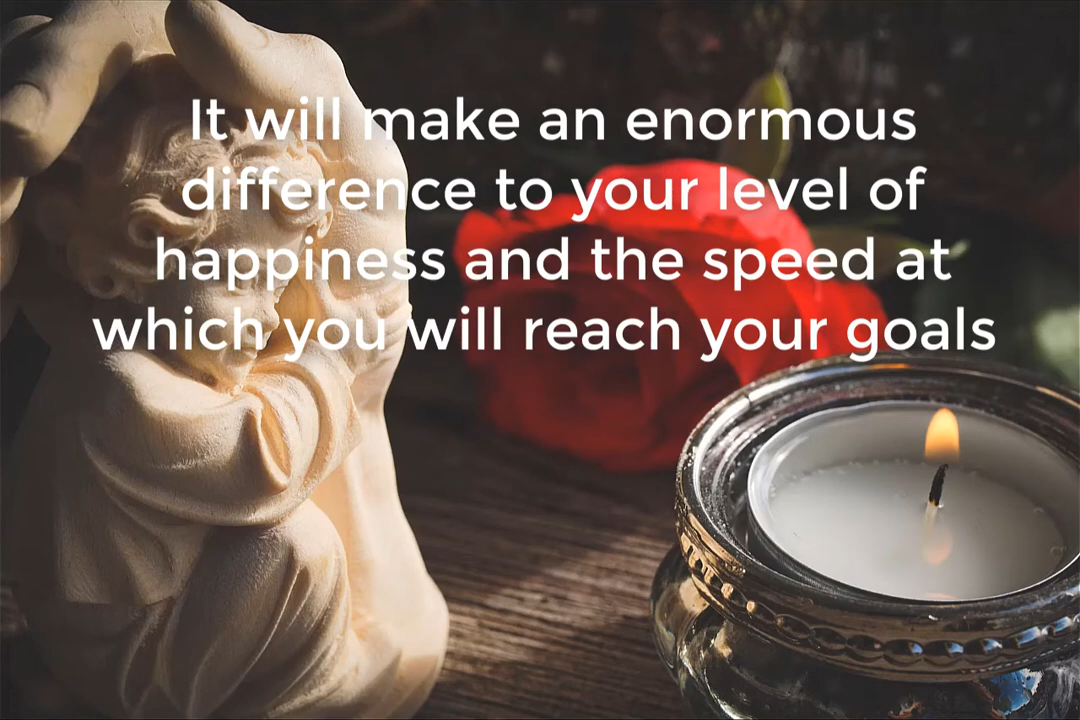 It will make an enormous
difference to your level of
happiness and the speed at
which you will reach your goals